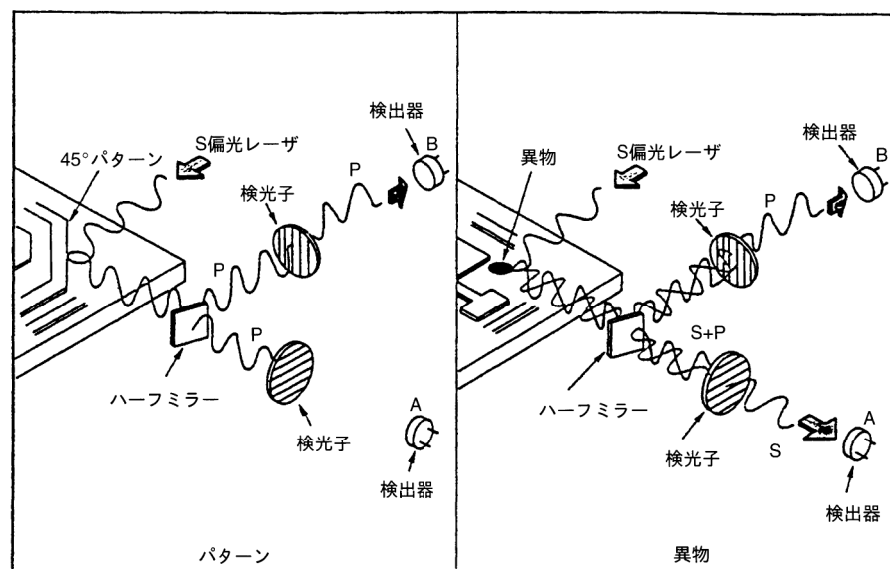 検出器
B
S偏光レーザ
45°パターン
P
検光子
P
P
ハーフミラー
検光子
A
検出器
パターン
検出器
B
S偏光レーザ
異物
P
検光子
S+P
ハーフミラー
A
検光子
S
検出器
異物